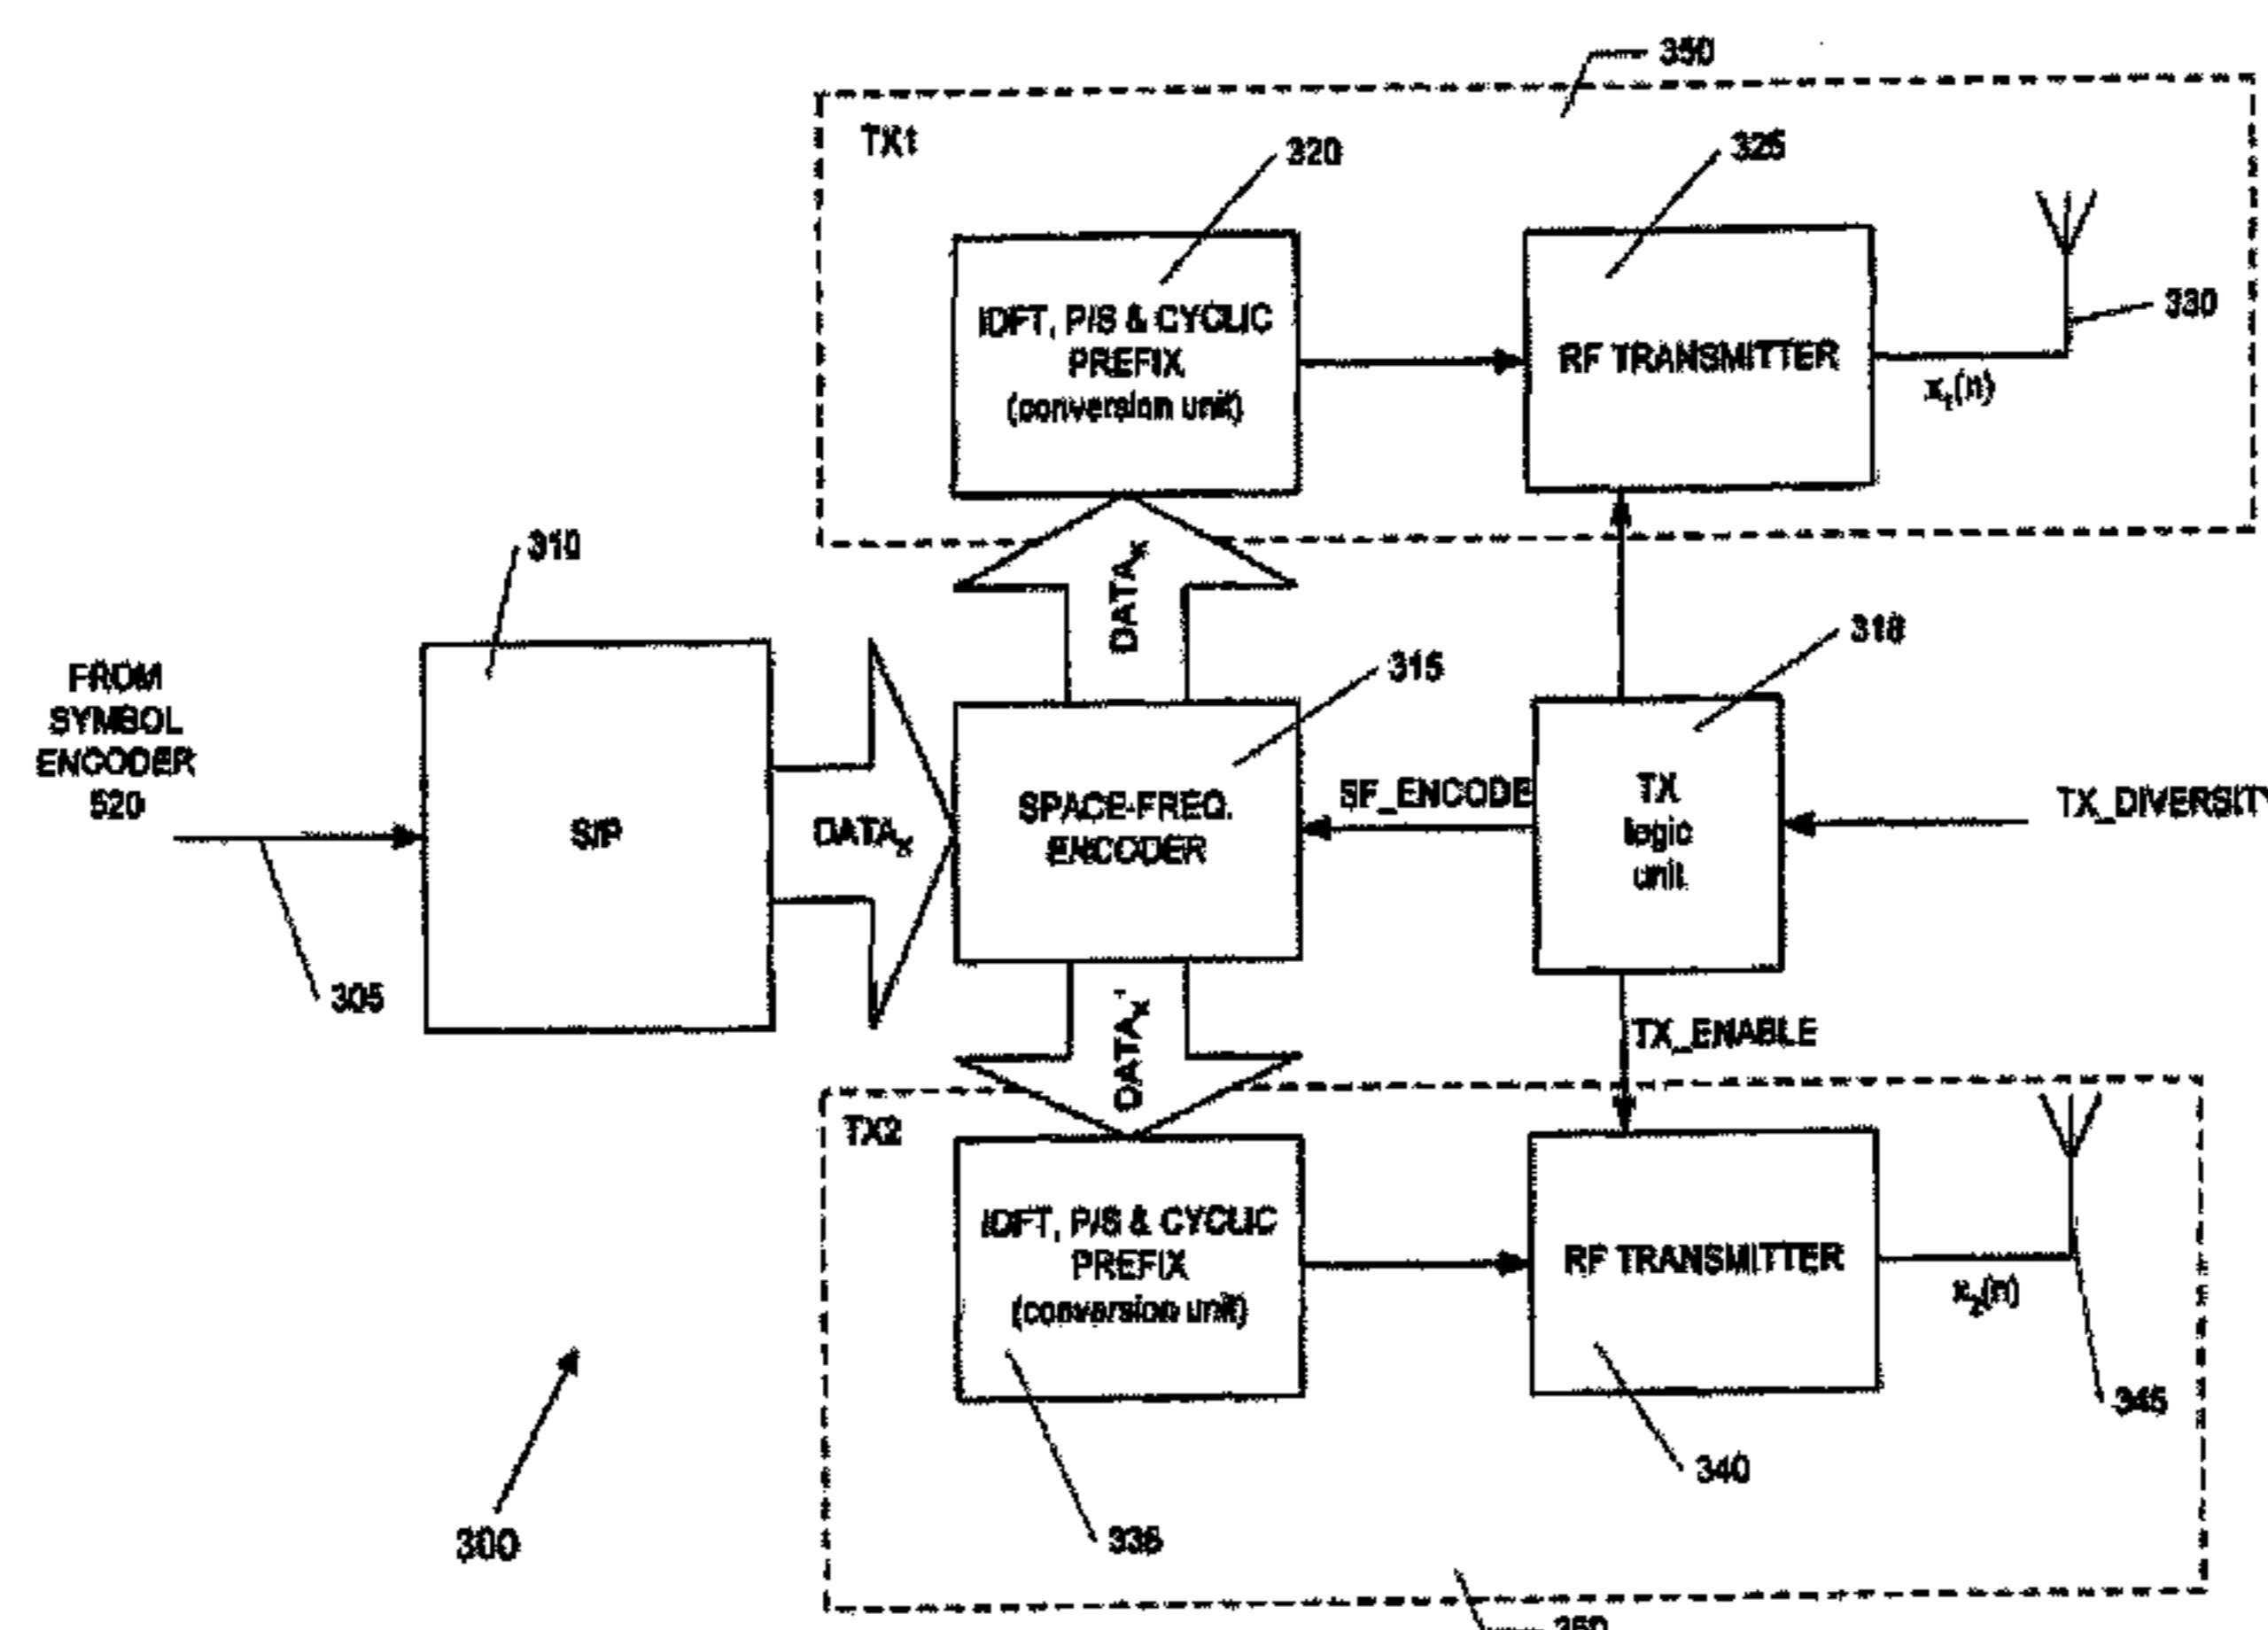 350
TX1
320
325
IDFT, P/S & CYCLIC
PREFIX
(conversion unit)
RF TRANSMITTER
330
x1(n)
310
DATAx
FROM
SYMBOL
ENCODER
520
S/P
DATAx
315
318
SPACE-FREQ.
ENCODER
SF_ENCODE
TX
logic
unit
TX_DIVERSITY
305
DATAx'
TX_ENABLE
TX2
IDFT, P/S & CYCLIC
PREFIX
(conversion unit)
RF TRANSMITTER
x2(n)
345
340
300